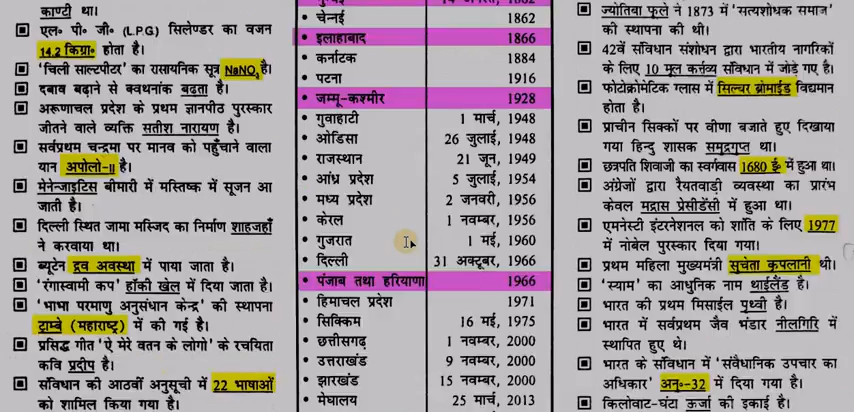 काण्टी था।
एल० पी० जी० (L.P.G) सिलेण्डर का वजन
14.2 किग्रा० होता है।
'चिली साल्टपीटर' का रासायनिक सूत्र NaNO₃ है।
दबाव बढ़ाने से क्वथनांक बढ़ता है।
अरूणाचल प्रदेश के प्रथम ज्ञानपीठ पुरस्कार
जीतने वाले व्यक्ति सतीश नारायण है।
सर्वप्रथम चन्द्रमा पर मानव को पहुँचाने वाला
यान अपोलो-II है।
मेनेन्जाइटिस बीमारी में मस्तिष्क में सूजन आ
जाती है।
दिल्ली स्थित जामा मस्जिद का निर्माण शाहजहाँ
ने करवाया था।
ब्यूटेन द्रव अवस्था में पाया जाता है।
'रंगास्वामी कप' हॉकी खेल में दिया जाता है।
'भाभा परमाणु अनुसंधान केन्द्र' की स्थापना
ट्राम्बे (महाराष्ट्र) में की गई है।
प्रसिद्ध गीत 'ऐ मेरे वतन के लोगो' के रचयिता
कवि प्रदीप है।
संविधान की आठवीं अनुसूची में 22 भाषाओं
को शामिल किया गया है।
1862
चेन्नई 1862
इलाहाबाद 1866
कर्नाटक 1884
पटना 1916
जम्मू-कश्मीर 1928
गुवाहाटी 1 मार्च, 1948
ओडिसा 26 जुलाई, 1948
राजस्थान 21 जून, 1949
आंध्र प्रदेश 5 जुलाई, 1954
मध्य प्रदेश 2 जनवरी, 1956
केरल 1 नवम्बर, 1956
गुजरात 1 मई, 1960
दिल्ली 31 अक्टूबर, 1966
पंजाब तथा हरियाणा 1966
हिमाचल प्रदेश 1971
सिक्किम 16 मई, 1975
छत्तीसगढ़ 1 नवम्बर, 2000
उत्तराखंड 9 नवम्बर, 2000
झारखंड 15 नवम्बर, 2000
मेघालय 25 मार्च, 2013
ज्योतिबा फूले ने 1873 में 'सत्यशोधक समाज'
की स्थापना की थी।
42वें संविधान संशोधन द्वारा भारतीय नागरिकों
के लिए 10 मूल कर्त्तव्य संविधान में जोड़े गए है।
फोटोक्रोमेटिक ग्लास में सिल्वर ब्रोमाईड विद्यमान
होता है।
प्राचीन सिक्कों पर वीणा बजाते हुए दिखाया
गया हिन्दु शासक समुद्रगुप्त था।
छत्रपति शिवाजी का स्वर्गवास 1680 ई० में हुआ था।
अंग्रेजों द्वारा रैयतवाड़ी व्यवस्था का प्रारंभ
केवल मद्रास प्रेसीडेंसी में हुआ था।
एमनेस्टी इंटरनेशनल को शांति के लिए 1977
में नोबेल पुरस्कार दिया गया।
प्रथम महिला मुख्यमंत्री सुचेता कृपलानी थी।
'स्याम' का आधुनिक नाम थाईलैंड है।
भारत की प्रथम मिसाईल पृथ्वी है।
भारत में सर्वप्रथम जैव भंडार नीलगिरि में
स्थापित हुए थे।
भारत के संविधान में 'संवैधानिक उपचार का
अधिकार' अनु०-32 में दिया गया है।
किलोवाट-घंटा ऊर्जा की इकाई है।